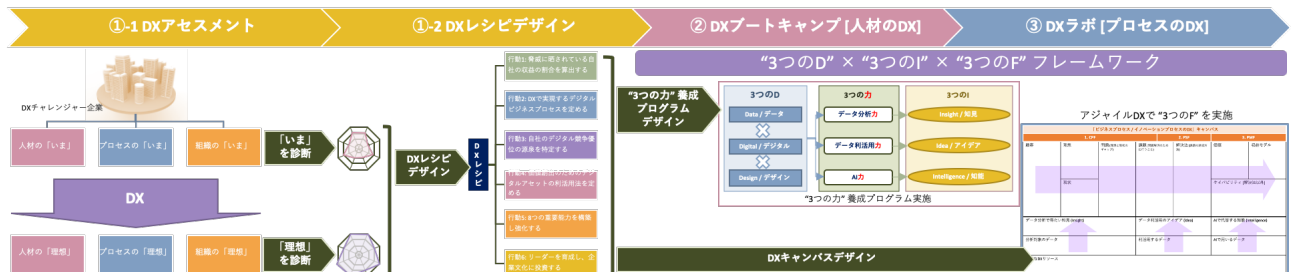 ①-1 DXアセスメント
①-2 DXレシピデザイン
② DXブートキャンプ [人材のDX]
③ DXラボ [プロセスのDX]
“3つのD” × “3つのI” × “3つのF” フレームワーク
DXチャレンジャー企業
人材の「いま」
プロセスの「いま」
組織の「いま」
「いま」
を診断
DX
人材の「理想」
プロセスの「理想」
組織の「理想」
「理想」
を診断
DXレシピ
デザイン
DXレシピ
行動1: 脅威に晒されている自
社の収益の割合を算出する
行動2: DXで実現するデジタル
ビジネスプロセスを定める
行動3: 自社のデジタル競争優
位の源泉を特定する
タルアセットの利活用法を定
める
行動5: 8つの重要能力を構築
し強化する
行動6: リーダーを育成し、企
業文化に投資する
“3つの力” 養成
プログラム
デザイン
3つのD
Data / データ
Digital / デジタル
Design / デザイン
3つの力
データ分析力
データ利活用力
AI力
3つのI
Insight / 知見
Idea / アイデア
Intelligence / 知能
“3つの力” 養成プログラム実施
DXキャンバスデザイン
アジャイルDXで “3つのF” を実施